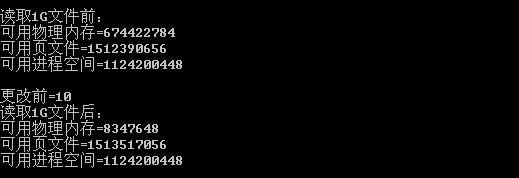 读取1G文件前：
可用物理内存=674422784
可用页文件=1512390656
可用进程空间=1124200448
更改前=10
读取1G文件后：
可用物理内存=8347648
可用页文件=1513517056
可用进程空间=1124200448